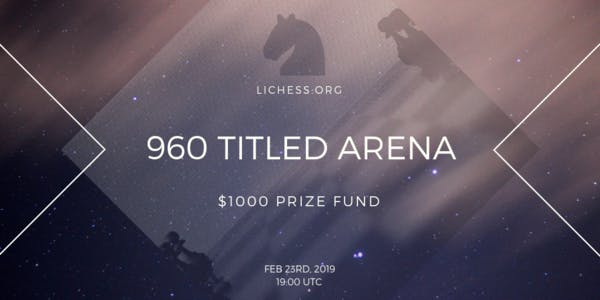 LICHESS.ORG
960 TITLED ARENA
$1000 PRIZE FUND
FEB 23RD, 2019
19:00 UTC